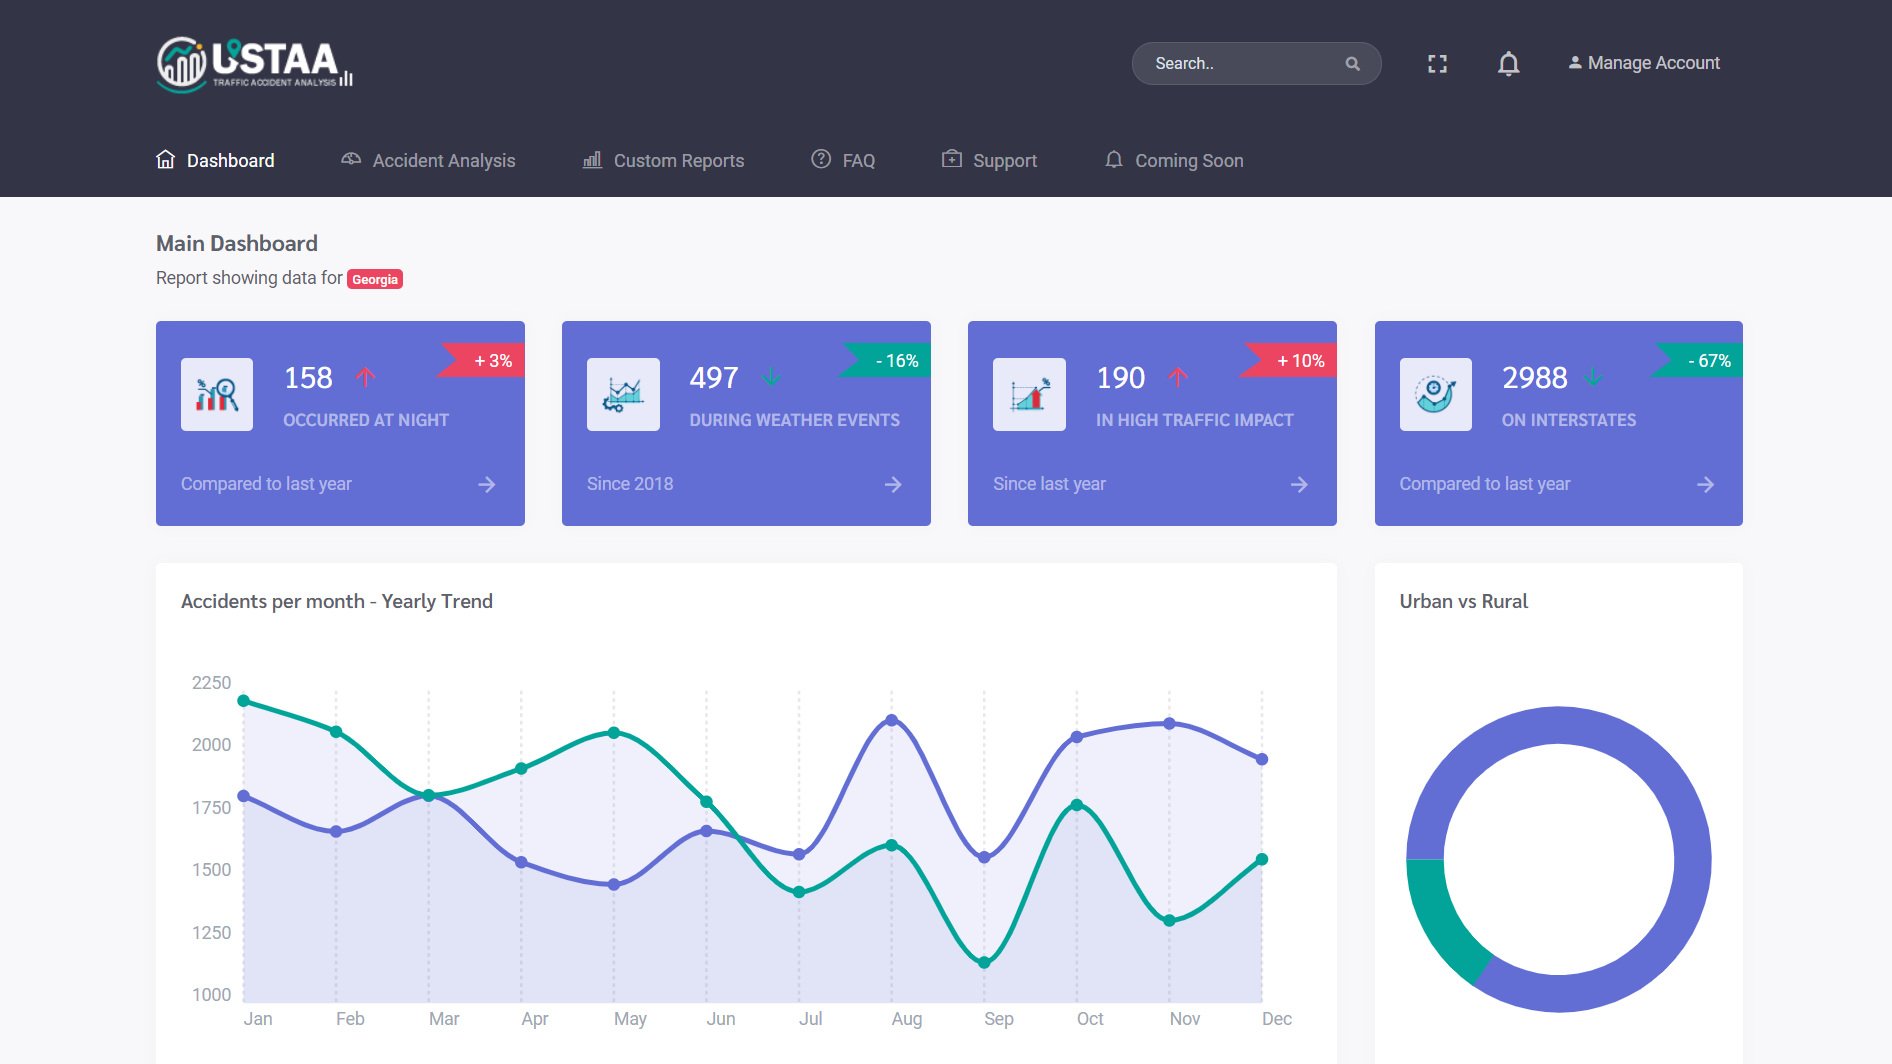 USTAA
TRAFFIC ACCIDENT ANALYSIS
Search..
Manage Account
Dashboard
Accident Analysis
Custom Reports
FAQ
Support
Coming Soon
Main Dashboard
Report showing data for Georgia
158
+ 3%
OCCURRED AT NIGHT
Compared to last year
497
- 16%
DURING WEATHER EVENTS
Since 2018
190
+ 10%
IN HIGH TRAFFIC IMPACT
Since last year
2988
- 67%
ON INTERSTATES
Compared to last year
Accidents per month - Yearly Trend
2250
2000
1750
1500
1250
1000
Jan Feb Mar Apr May Jun Jul Aug Sep Oct Nov Dec
Urban vs Rural